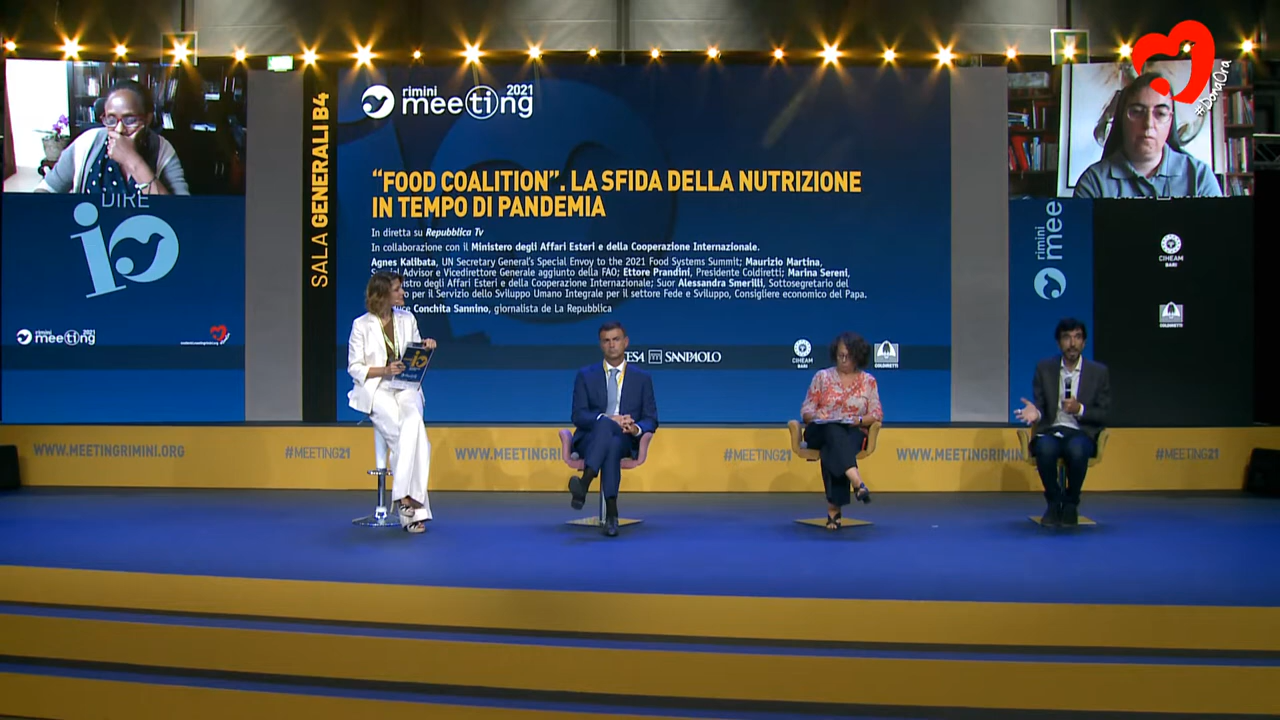 #DonaOra
rimini
meeting
2021
SALA GENERALI B4
"FOOD COALITION". LA SFIDA DELLA NUTRIZIONE
IN TEMPO DI PANDEMIA
In diretta su Repubblica Tv
In collaborazione con il Ministero degli Affari Esteri e della Cooperazione Internazionale.
Agnes Kalibata, UN Secretary General's Special Envoy to the 2021 Food Systems Summit; Maurizio Martina,
Advisor e Vicedirettore Generale aggiunto della FAO; Ettore Prandini, Presidente Coldiretti; Marina Sereni,
degli Affari Esteri e della Cooperazione Internazionale; Suor Alessandra Smerilli, Sottosegretario del
per il Servizio dello Sviluppo Umano Integrale per il settore Fede e Sviluppo, Consigliere economico del Papa.
Conchita Sannino, giornalista de La Repubblica
SANPAOLO
CIHEAM
BARI
COLDIRETTI
DIRE
io
rimini
meeting
2021
rimini
mee
CIHEAM
BARI
COLDIRETTI
WWW.MEETINGRIMINI.ORG
#MEETING21
WWW.MEETINGRI
#MEETING21
WWW.MEETINGRIMIN
#MEETING21